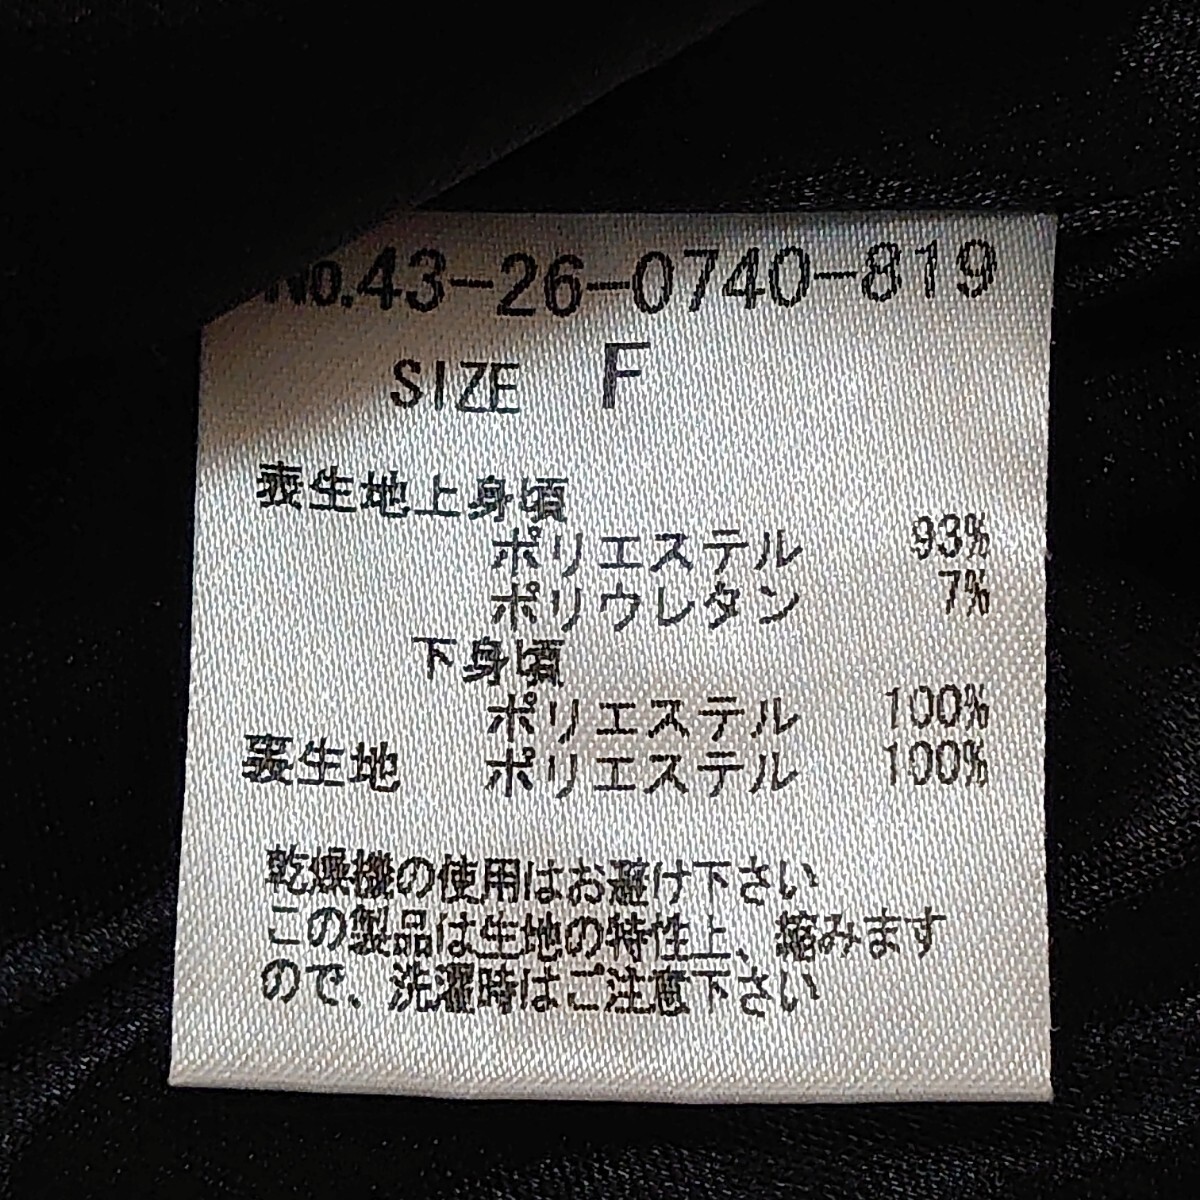 No.43-26-0740-819
SIZE F
表生地上身頃
ポリエステル 93%
ポリウレタン 7%
下身頃
ポリエステル 100%
裏生地 ポリエステル 100%
乾燥機の使用はお避け下さい
この製品は生地の特性上、縮みます
ので、洗濯時はご注意下さい